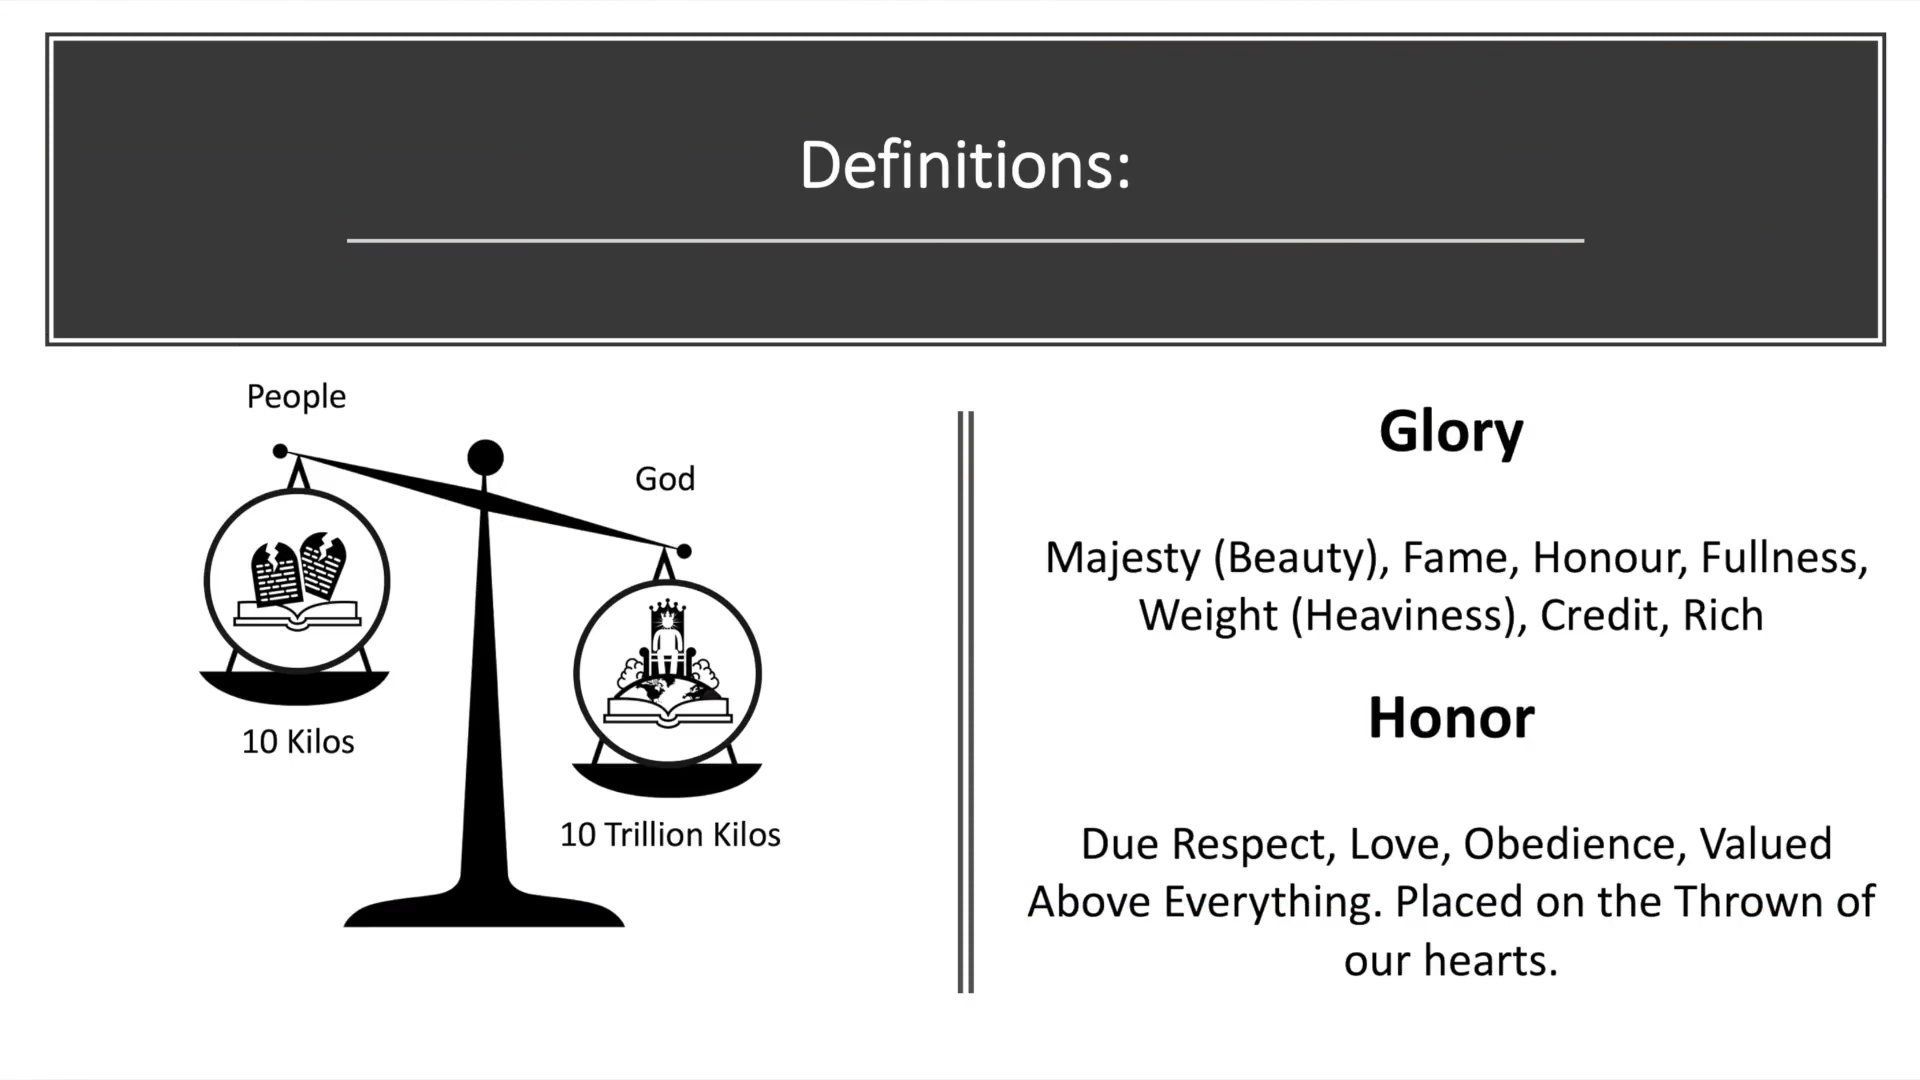 Definitions:
People
God
10 Kilos
10 Trillion Kilos
Glory
Majesty (Beauty), Fame, Honour, Fullness,
Weight (Heaviness), Credit, Rich
Honor
Due Respect, Love, Obedience, Valued
Above Everything. Placed on the Thrown of
our hearts.